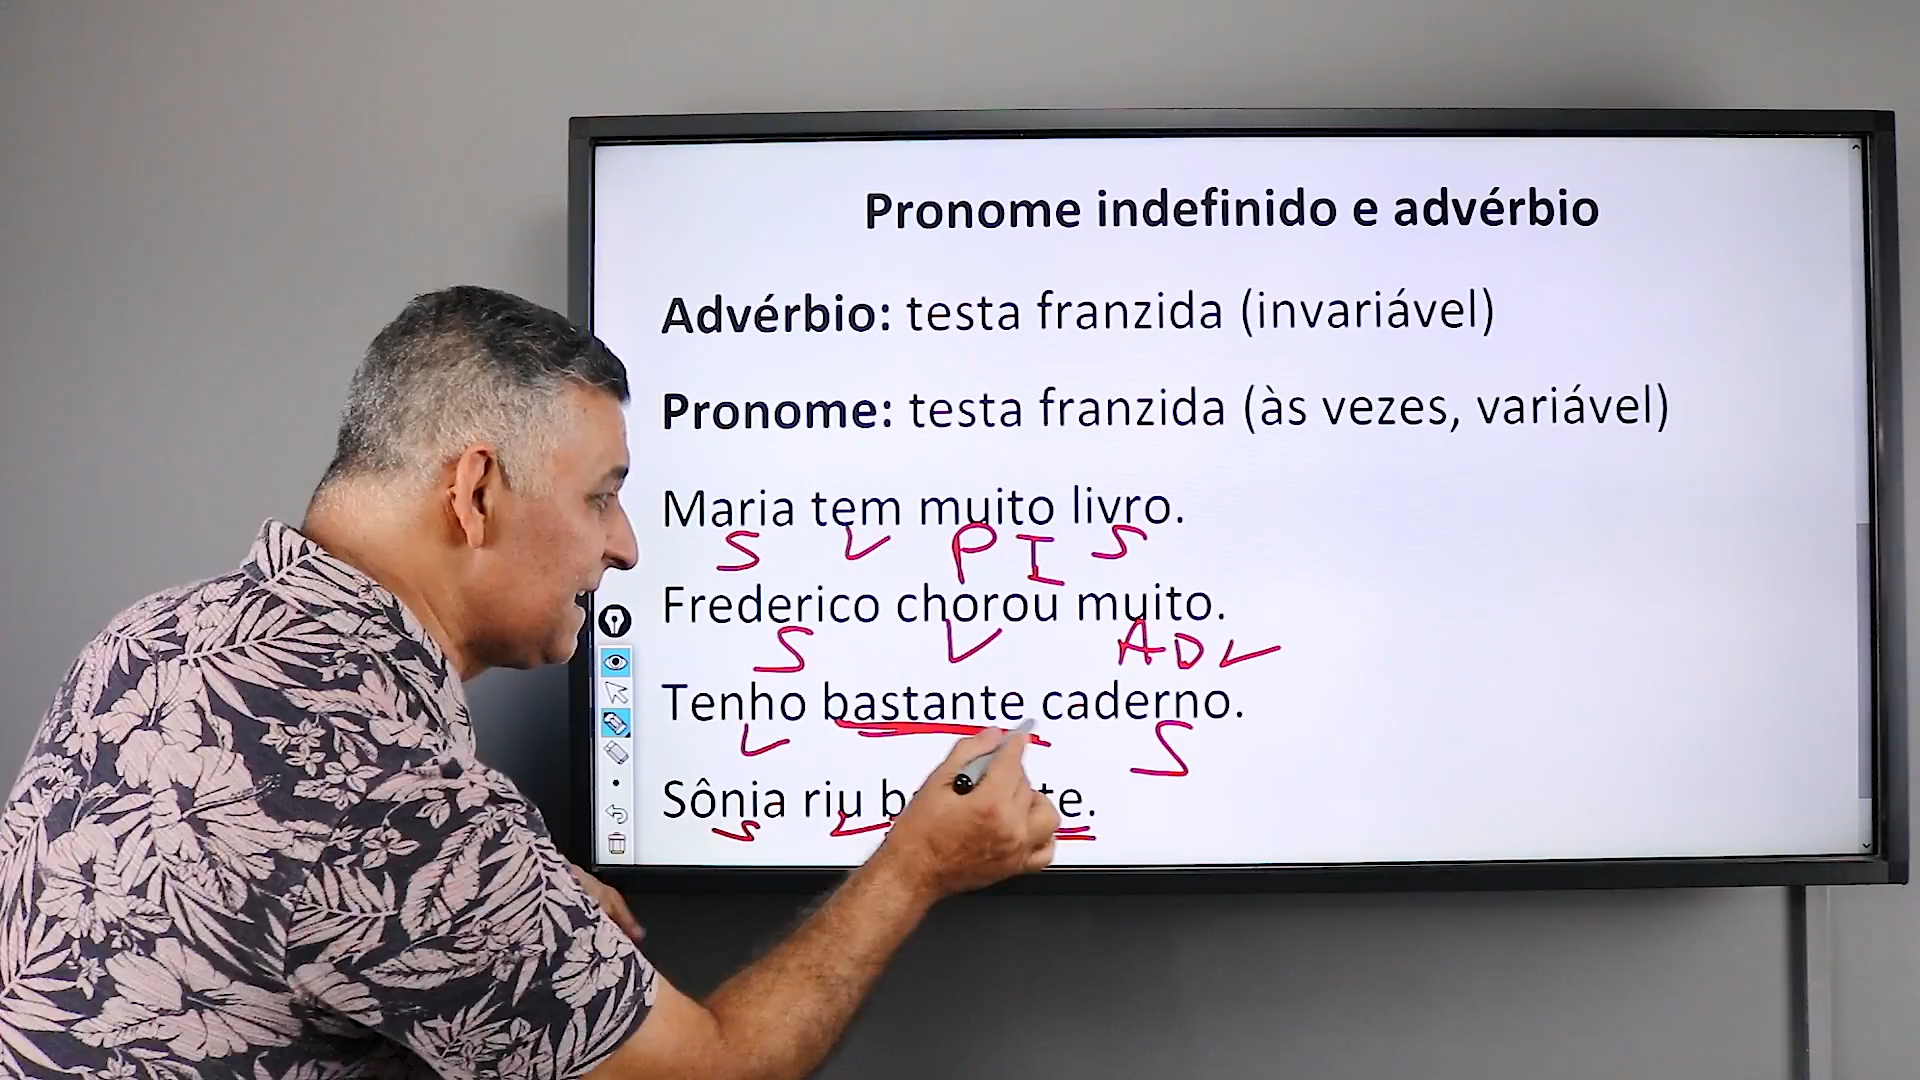 Pronome indefinido e advérbio
Advérbio: testa franzida (invariável)
Pronome: testa franzida (às vezes, variável)
Maria tem muito livro.
S V P I S
Frederico chorou muito.
S V ADV
Tenho bastante caderno.
V S
Sônia riu
S V